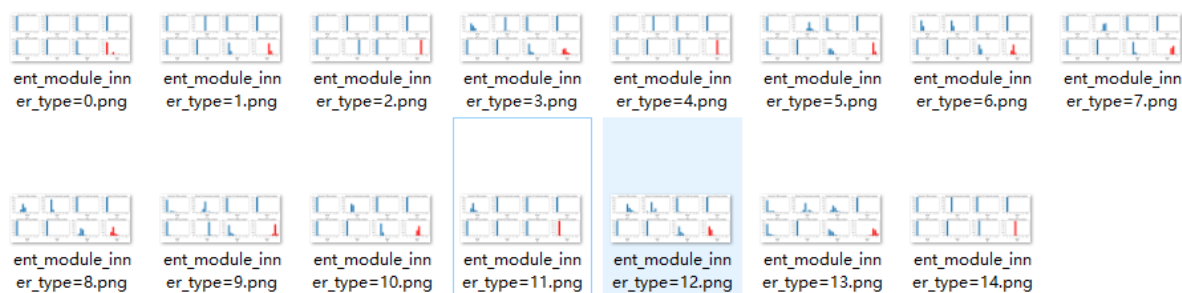 ent_module_inn
er_type=0.png
ent_module_inn
er_type=1.png
ent_module_inn
er_type=2.png
ent_module_inn
er_type=3.png
ent_module_inn
er_type=4.png
ent_module_inn
er_type=5.png
ent_module_inn
er_type=6.png
ent_module_inn
er_type=7.png
ent_module_inn
er_type=8.png
ent_module_inn
er_type=9.png
ent_module_inn
er_type=10.png
ent_module_inn
er_type=11.png
ent_module_inn
er_type=12.png
ent_module_inn
er_type=13.png
ent_module_inn
er_type=14.png